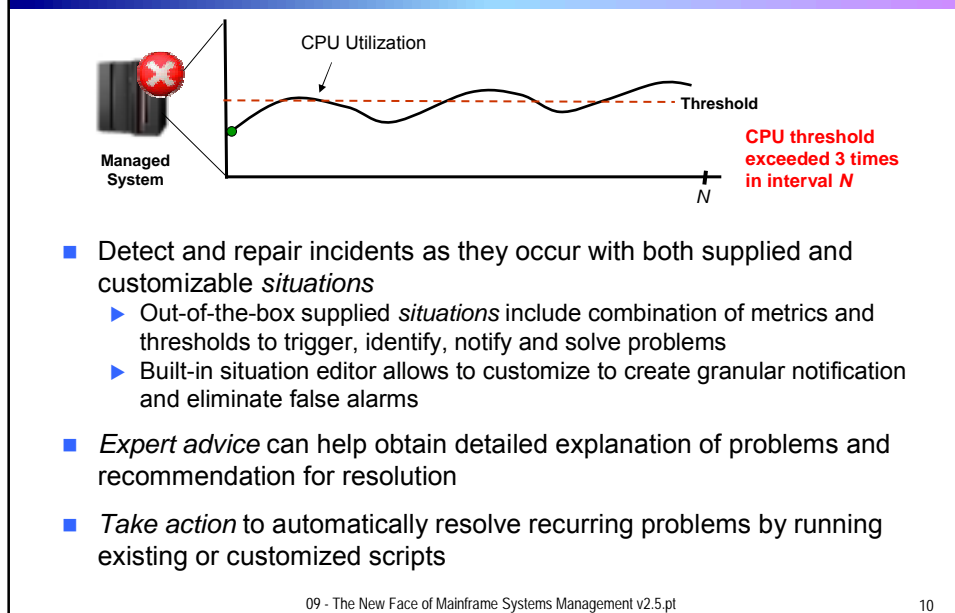 CPU Utilization
Threshold
Managed
System
CPU threshold
exceeded 3 times
in interval N
N
Detect and repair incidents as they occur with both supplied and
customizable situations
Out-of-the-box supplied situations include combination of metrics and
thresholds to trigger, identify, notify and solve problems
Built-in situation editor allows to customize to create granular notification
and eliminate false alarms
Expert advice can help obtain detailed explanation of problems and
recommendation for resolution
Take action to automatically resolve recurring problems by running
existing or customized scripts
09 - The New Face of Mainframe Systems Management v2.5.pt
10